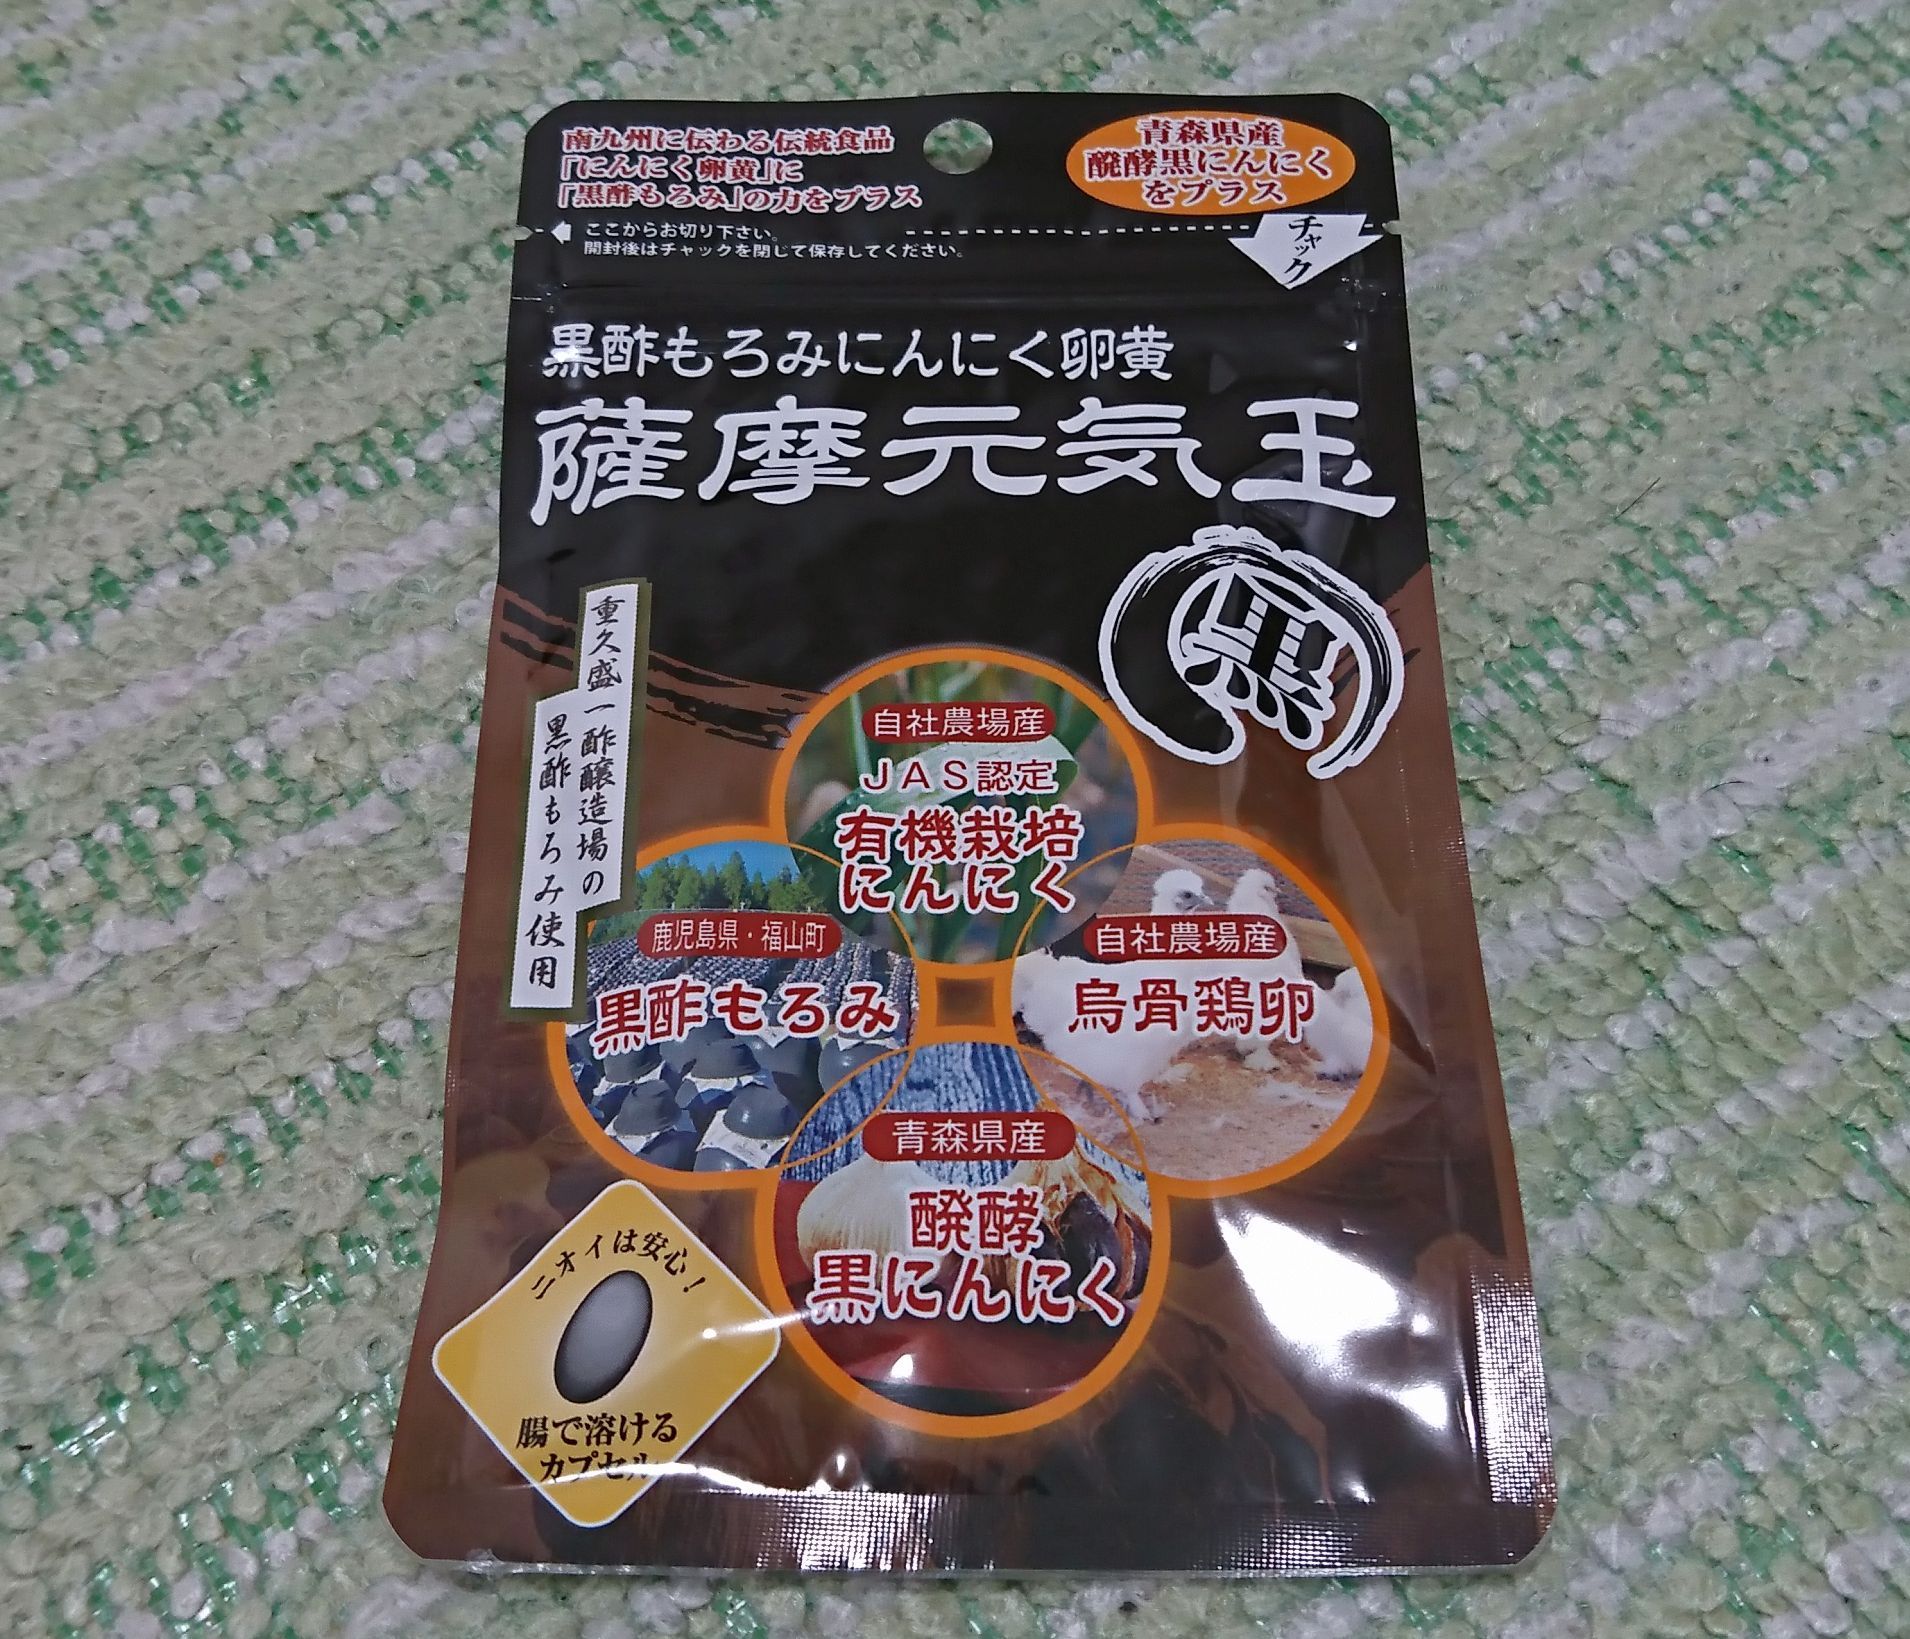 南九州に伝わる伝統食品
「にんにく卵黄」に
「黒酢もろみ」の力をプラス
青森県産
醗酵黒にんにく
をプラス
ここからお切り下さい。
開封後はチャックを閉じて保存してください。
チャック
黒酢もろみにんにく卵黄
薩摩元気玉
黒
重久盛一酢醸造場の
黒酢もろみ使用
自社農場産
JAS認定
有機栽培
にんにく
鹿児島県・福山町
黒酢もろみ
自社農場産
烏骨鶏卵
青森県産
醗酵
黒にんにく
ニオイは安心!
腸で溶ける
カプセル